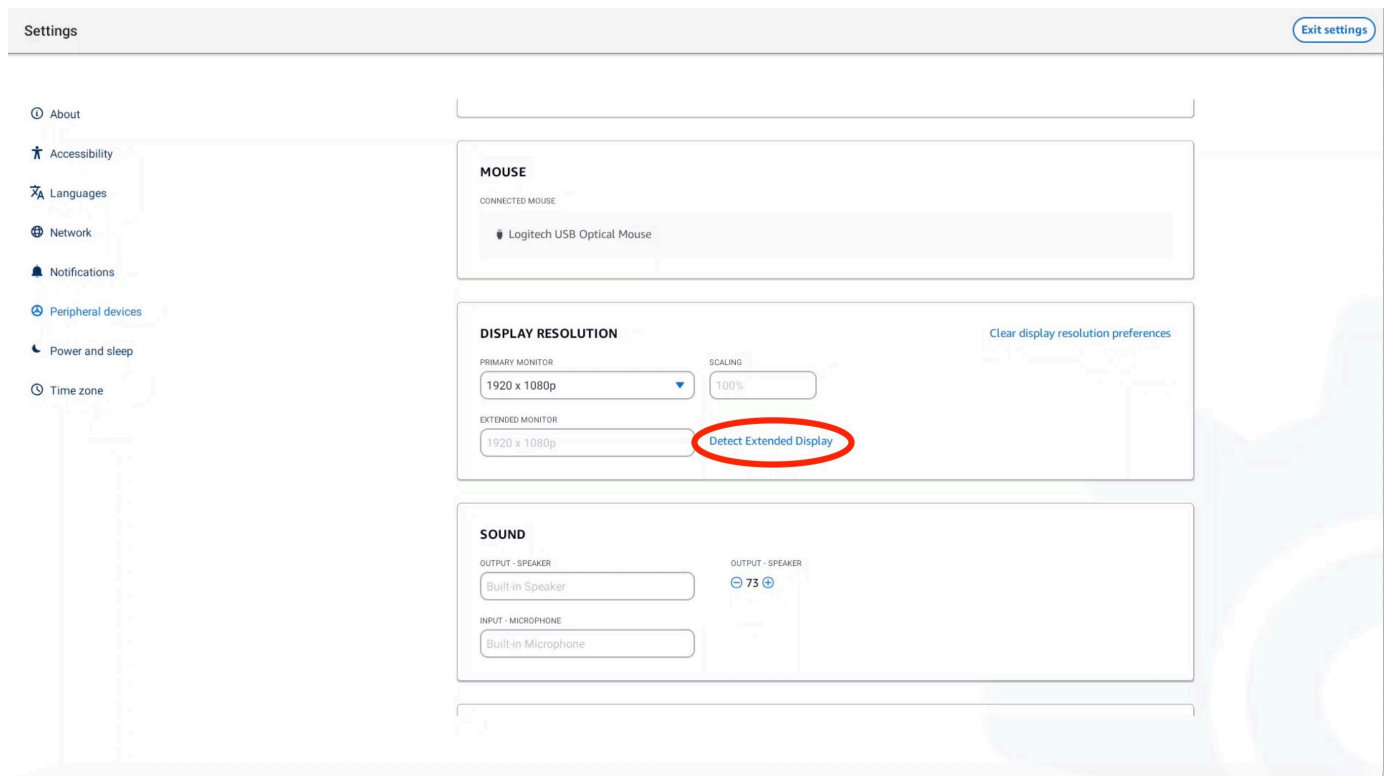 Settings
Exit settings
About
Accessibility
Languages
Network
Notifications
Peripheral devices
Power and sleep
Time zone
MOUSE
CONNECTED MOUSE
Logitech USB Optical Mouse
DISPLAY RESOLUTION
Clear display resolution preferences
PRIMARY MONITOR
SCALING
1920 x 1080p
100%
EXTENDED MONITOR
1920 x 1080p
Detect Extended Display
SOUND
OUTPUT - SPEAKER
OUTPUT - SPEAKER
Built-in Speaker
73
INPUT - MICROPHONE
Built-in Microphone